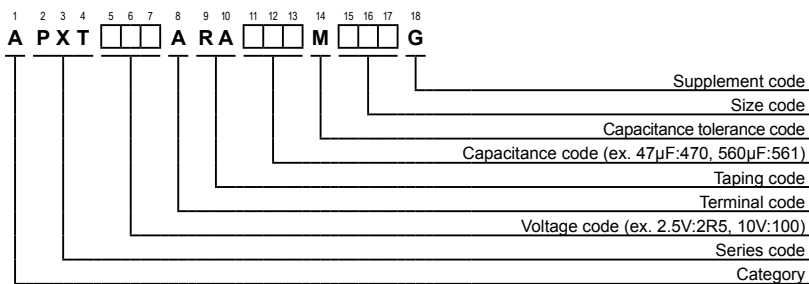 1 2 3 4 5 6 7 8 9 10 11 12 13 14 15 16 17 18
A P X T A R A M G
Supplement code
Size code
Capacitance tolerance code
Capacitance code (ex. 47μF:470, 560μF:561)
Taping code
Terminal code
Voltage code (ex. 2.5V:2R5, 10V:100)
Series code
Category